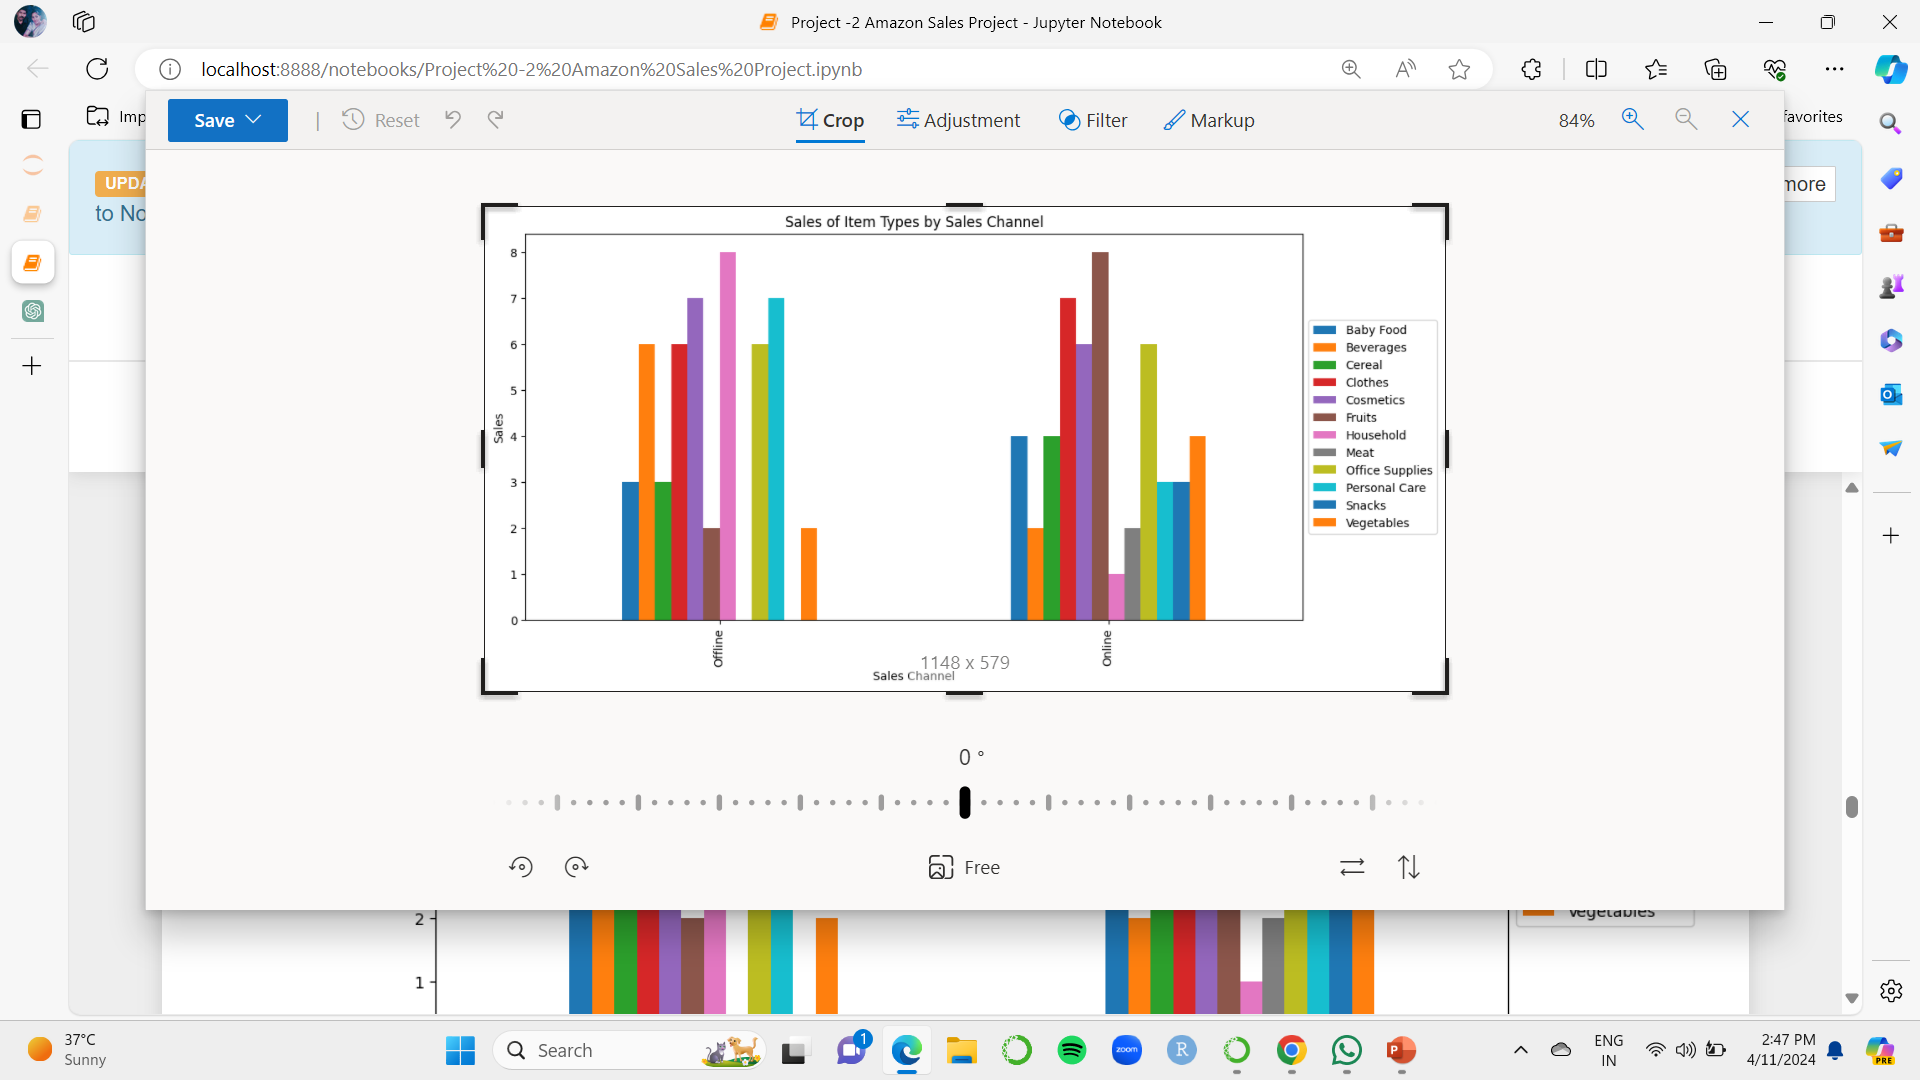 Project -2 Amazon Sales Project - Jupyter Notebook
localhost:8888/notebooks/Project%20-2%20Amazon%20Sales%20Project.ipynb
Imp
favorites
Save
Reset
Crop
Adjustment
Filter
Markup
84%
UPDA
to No
more
Sales of Item Types by Sales Channel
8
7
6
5
4
3
2
1
0
Sales
Offline
Online
Sales Channel
1148 x 579
Baby Food
Beverages
Cereal
Clothes
Cosmetics
Fruits
Household
Meat
Office Supplies
Personal Care
Snacks
Vegetables
0 °
Free
2
1
Vegetables
37°C
Sunny
Search
1
zoom
R
P
ENG
IN
2:47 PM
4/11/2024
PRE